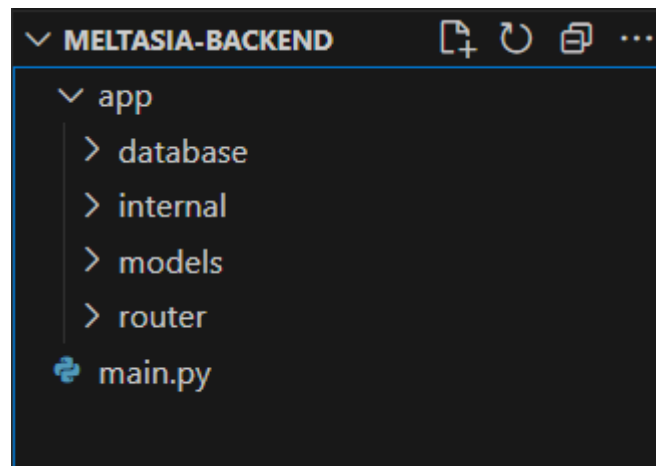 MELTASIA-BACKEND
app
database
internal
models
router
main.py